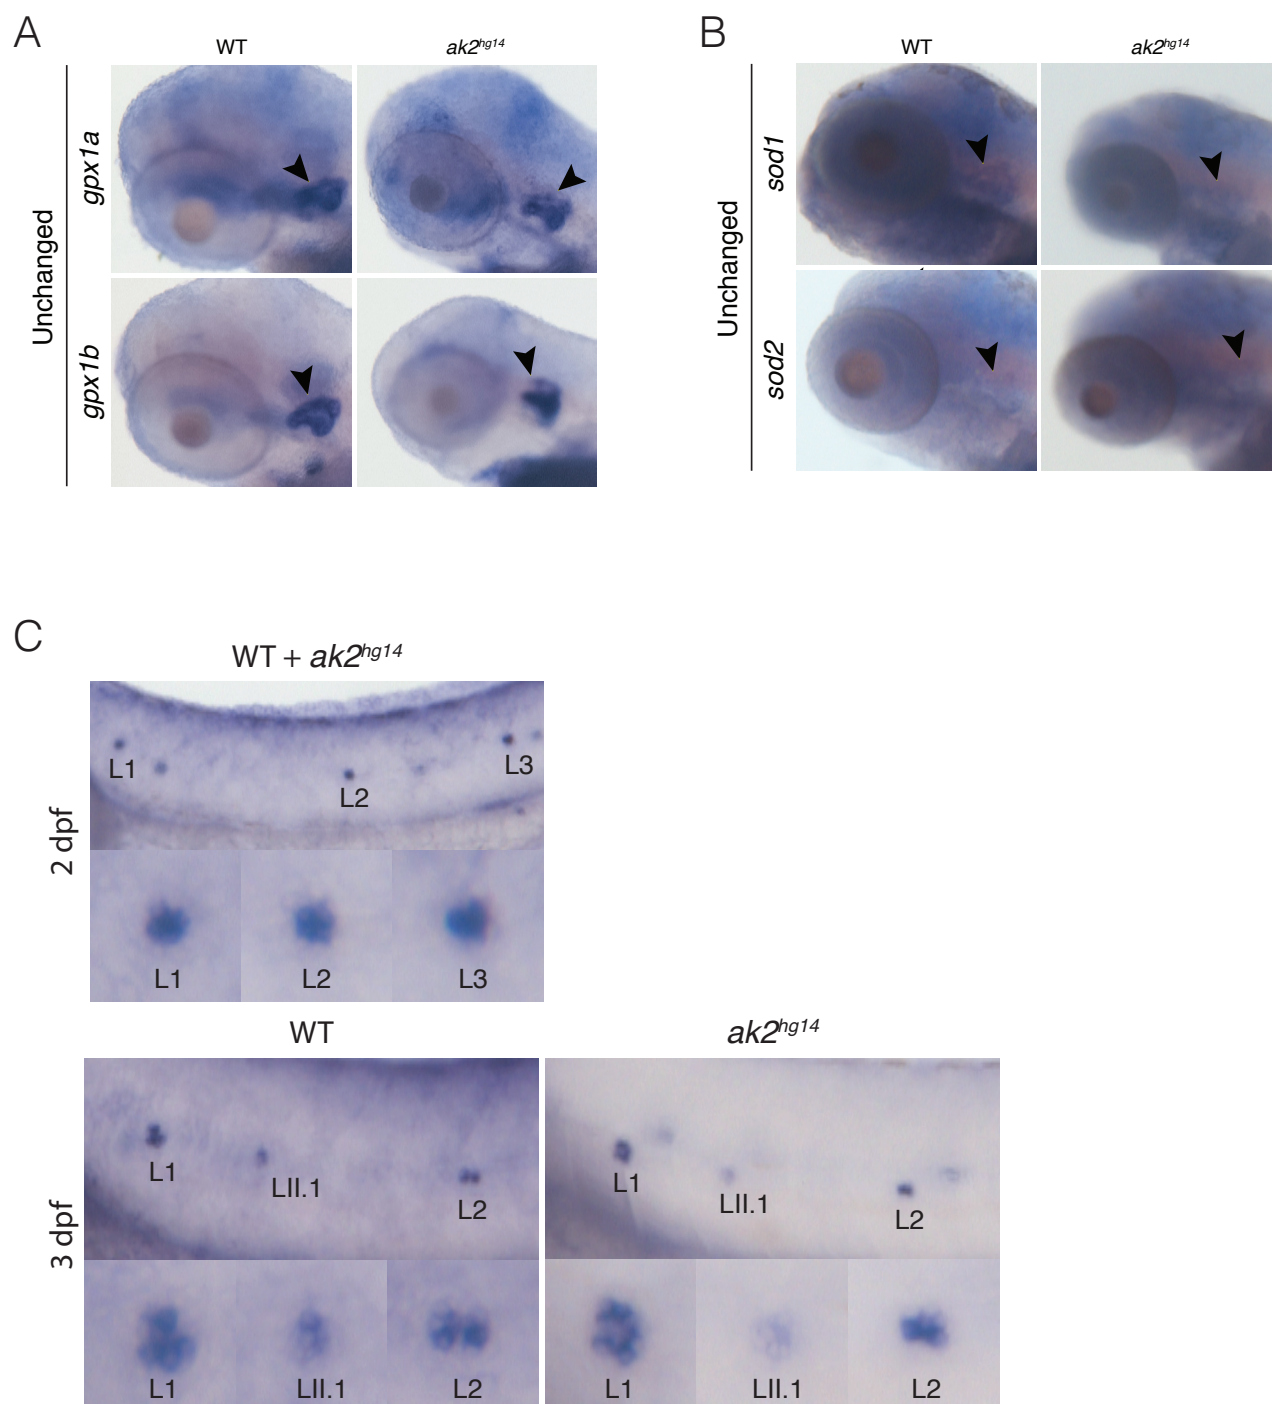 A
WT
ak2hg14
Unchanged
gpx1a
gpx1b
B
WT
ak2hg14
Unchanged
sod1
sod2
C
WT + ak2hg14
2 dpf
L1
L2
L3
L1
L2
L3
WT
ak2hg14
3 dpf
L1
LII.1
L2
L1
LII.1
L2
L1
LII.1
L2
L1
LII.1
L2